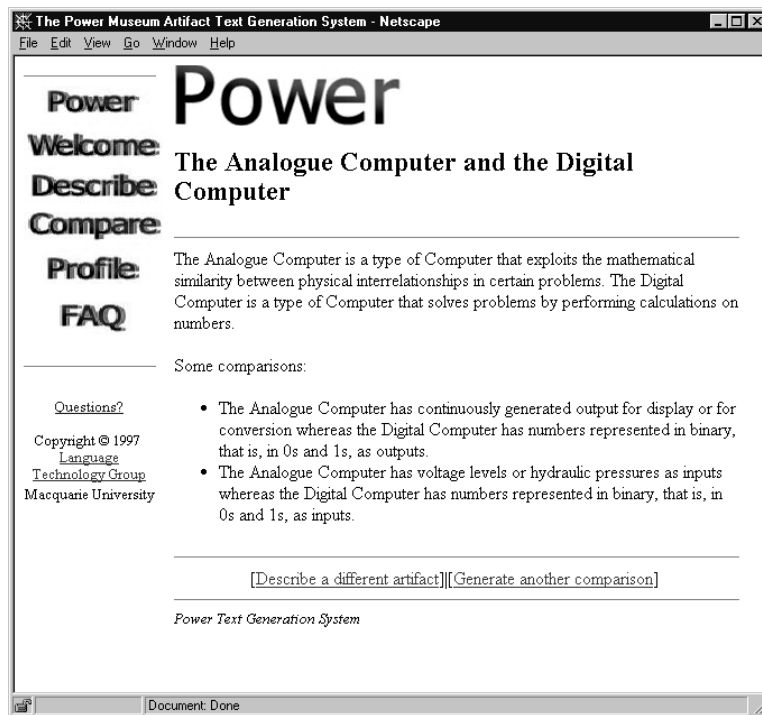 The Power Museum Artifact Text Generation System - Netscape
File Edit View Go Window Help
Power
Welcome
Describe
Compare
Profile
FAQ
Questions?
Copyright © 1997
Language
Technology Group
Macquarie University
Power
The Analogue Computer and the Digital
Computer
The Analogue Computer is a type of Computer that exploits the mathematical
similarity between physical interrelationships in certain problems. The Digital
Computer is a type of Computer that solves problems by performing calculations on
numbers.
Some comparisons:
• The Analogue Computer has continuously generated output for display or for
conversion whereas the Digital Computer has numbers represented in binary,
that is, in 0s and 1s, as outputs.
• The Analogue Computer has voltage levels or hydraulic pressures as inputs
whereas the Digital Computer has numbers represented in binary, that is, in
0s and 1s, as inputs.
[Describe a different artifact]|[Generate another comparison]
Power Text Generation System
Document: Done